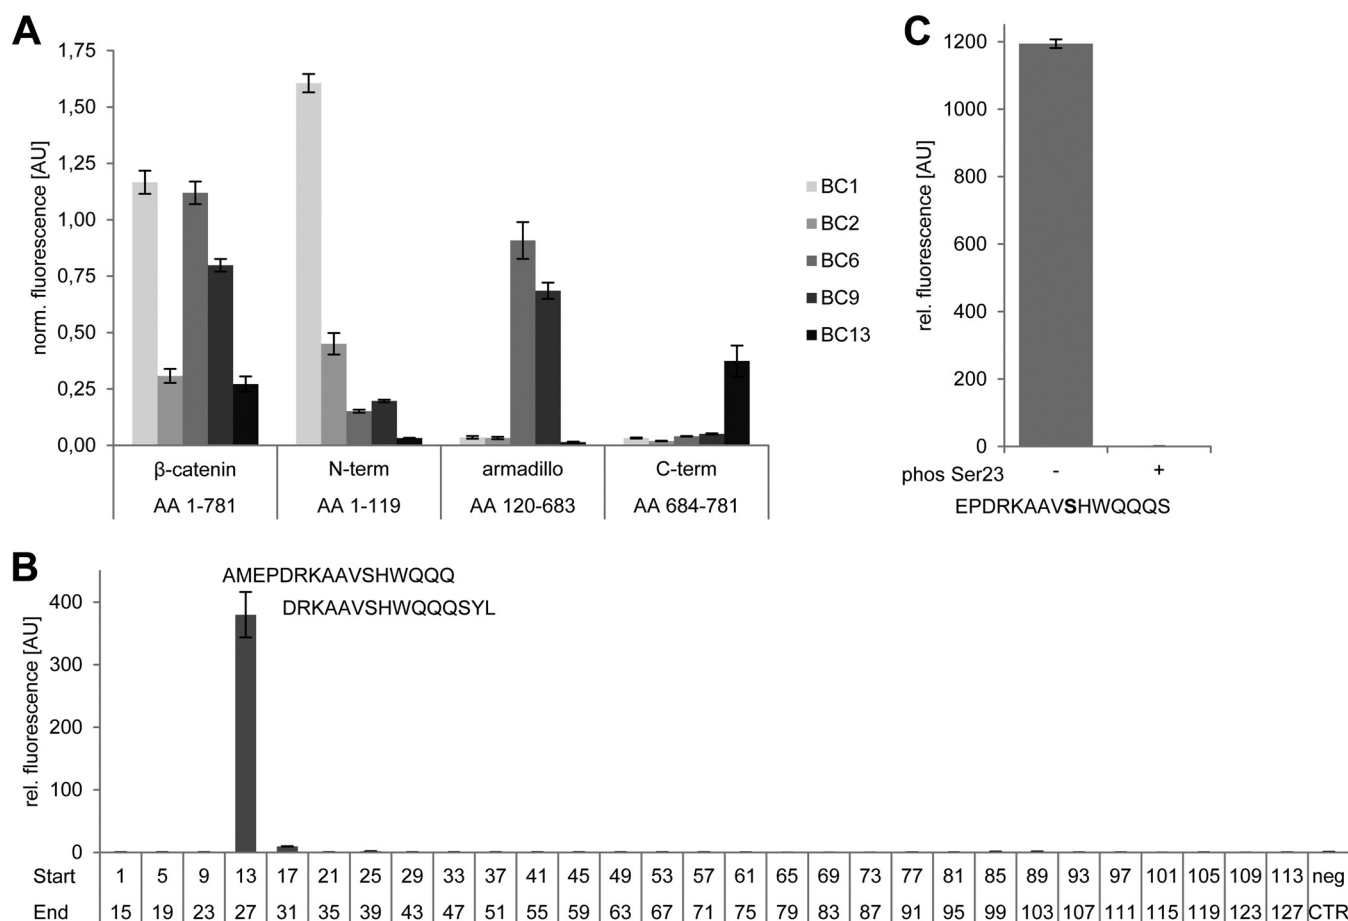 A
norm. fluorescence [AU]
1,75
1,50
1,25
1,00
0,75
0,50
0,25
0,00
β-catenin N-term armadillo C-term
AA 1-781 AA 1-119 AA 120-683 AA 684-781
BC1
BC2
BC6
BC9
BC13
C
rel. fluorescence [AU]
1200
1000
800
600
400
200
0
phos Ser23 - +
EPDRKAAVSHWQQQS
B
rel. fluorescence [AU]
400
300
200
100
0
AMEPDRKAAVSHWQQQ
DRKAAVSHWQQQSYL
Start 1 5 9 13 17 21 25 29 33 37 41 45 49 53 57 61 65 69 73 77 81 85 89 93 97 101 105 109 113 neg
End 15 19 23 27 31 35 39 43 47 51 55 59 63 67 71 75 79 83 87 91 95 99 103 107 111 115 119 123 127 CTR